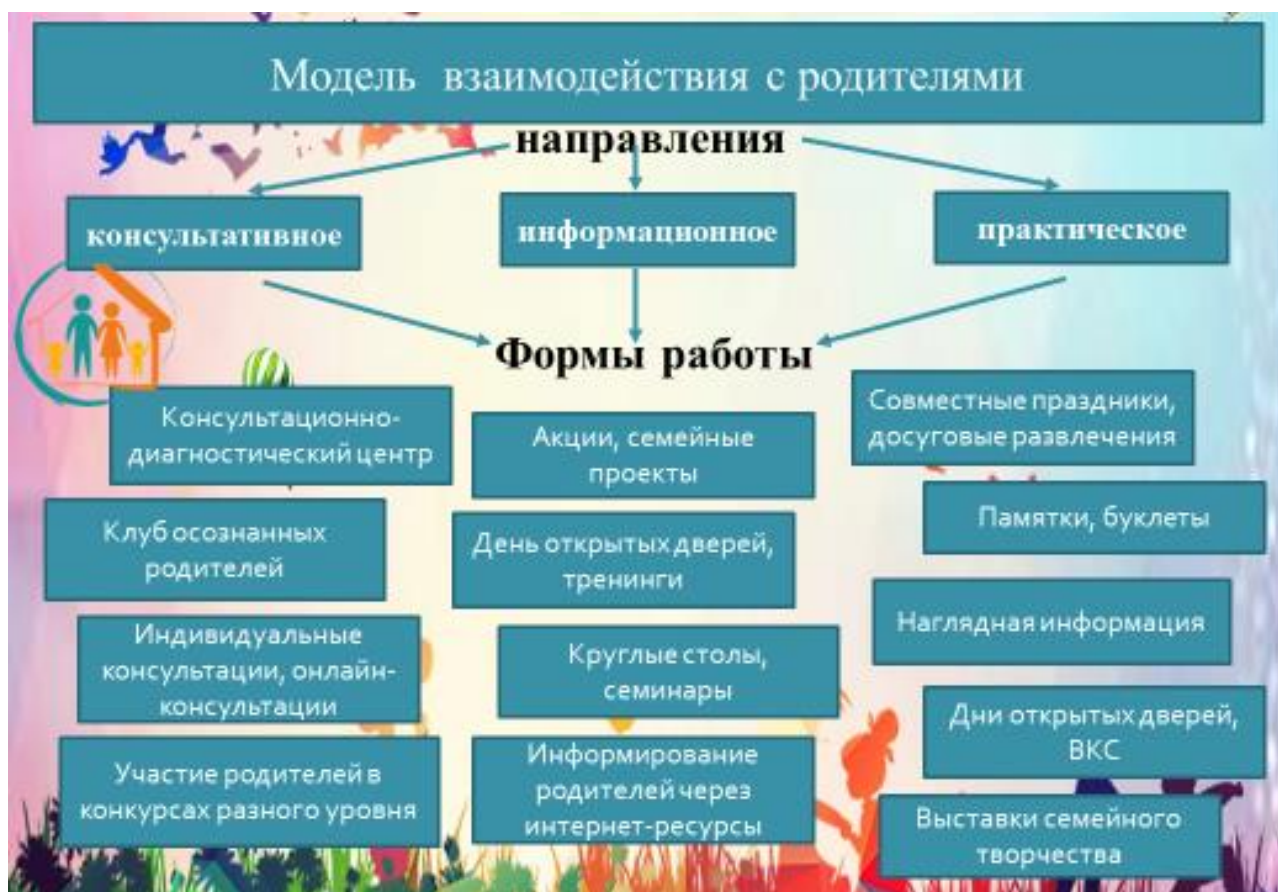 Модель взаимодействия с родителями
направления
консультативное
информационное
практическое
Формы работы
Консультационно-
диагностический центр
Клуб осознанных
родителей
Индивидуальные
консультации, онлайн-
консультации
Участие родителей в
конкурсах разного уровня
Акции, семейные
проекты
День открытых дверей,
тренинги
Круглые столы,
семинары
Информирование
родителей через
интернет-ресурсы
Совместные праздники,
досуговые развлечения
Памятки, буклеты
Наглядная информация
Дни открытых дверей,
ВКС
Выставки семейного
творчества